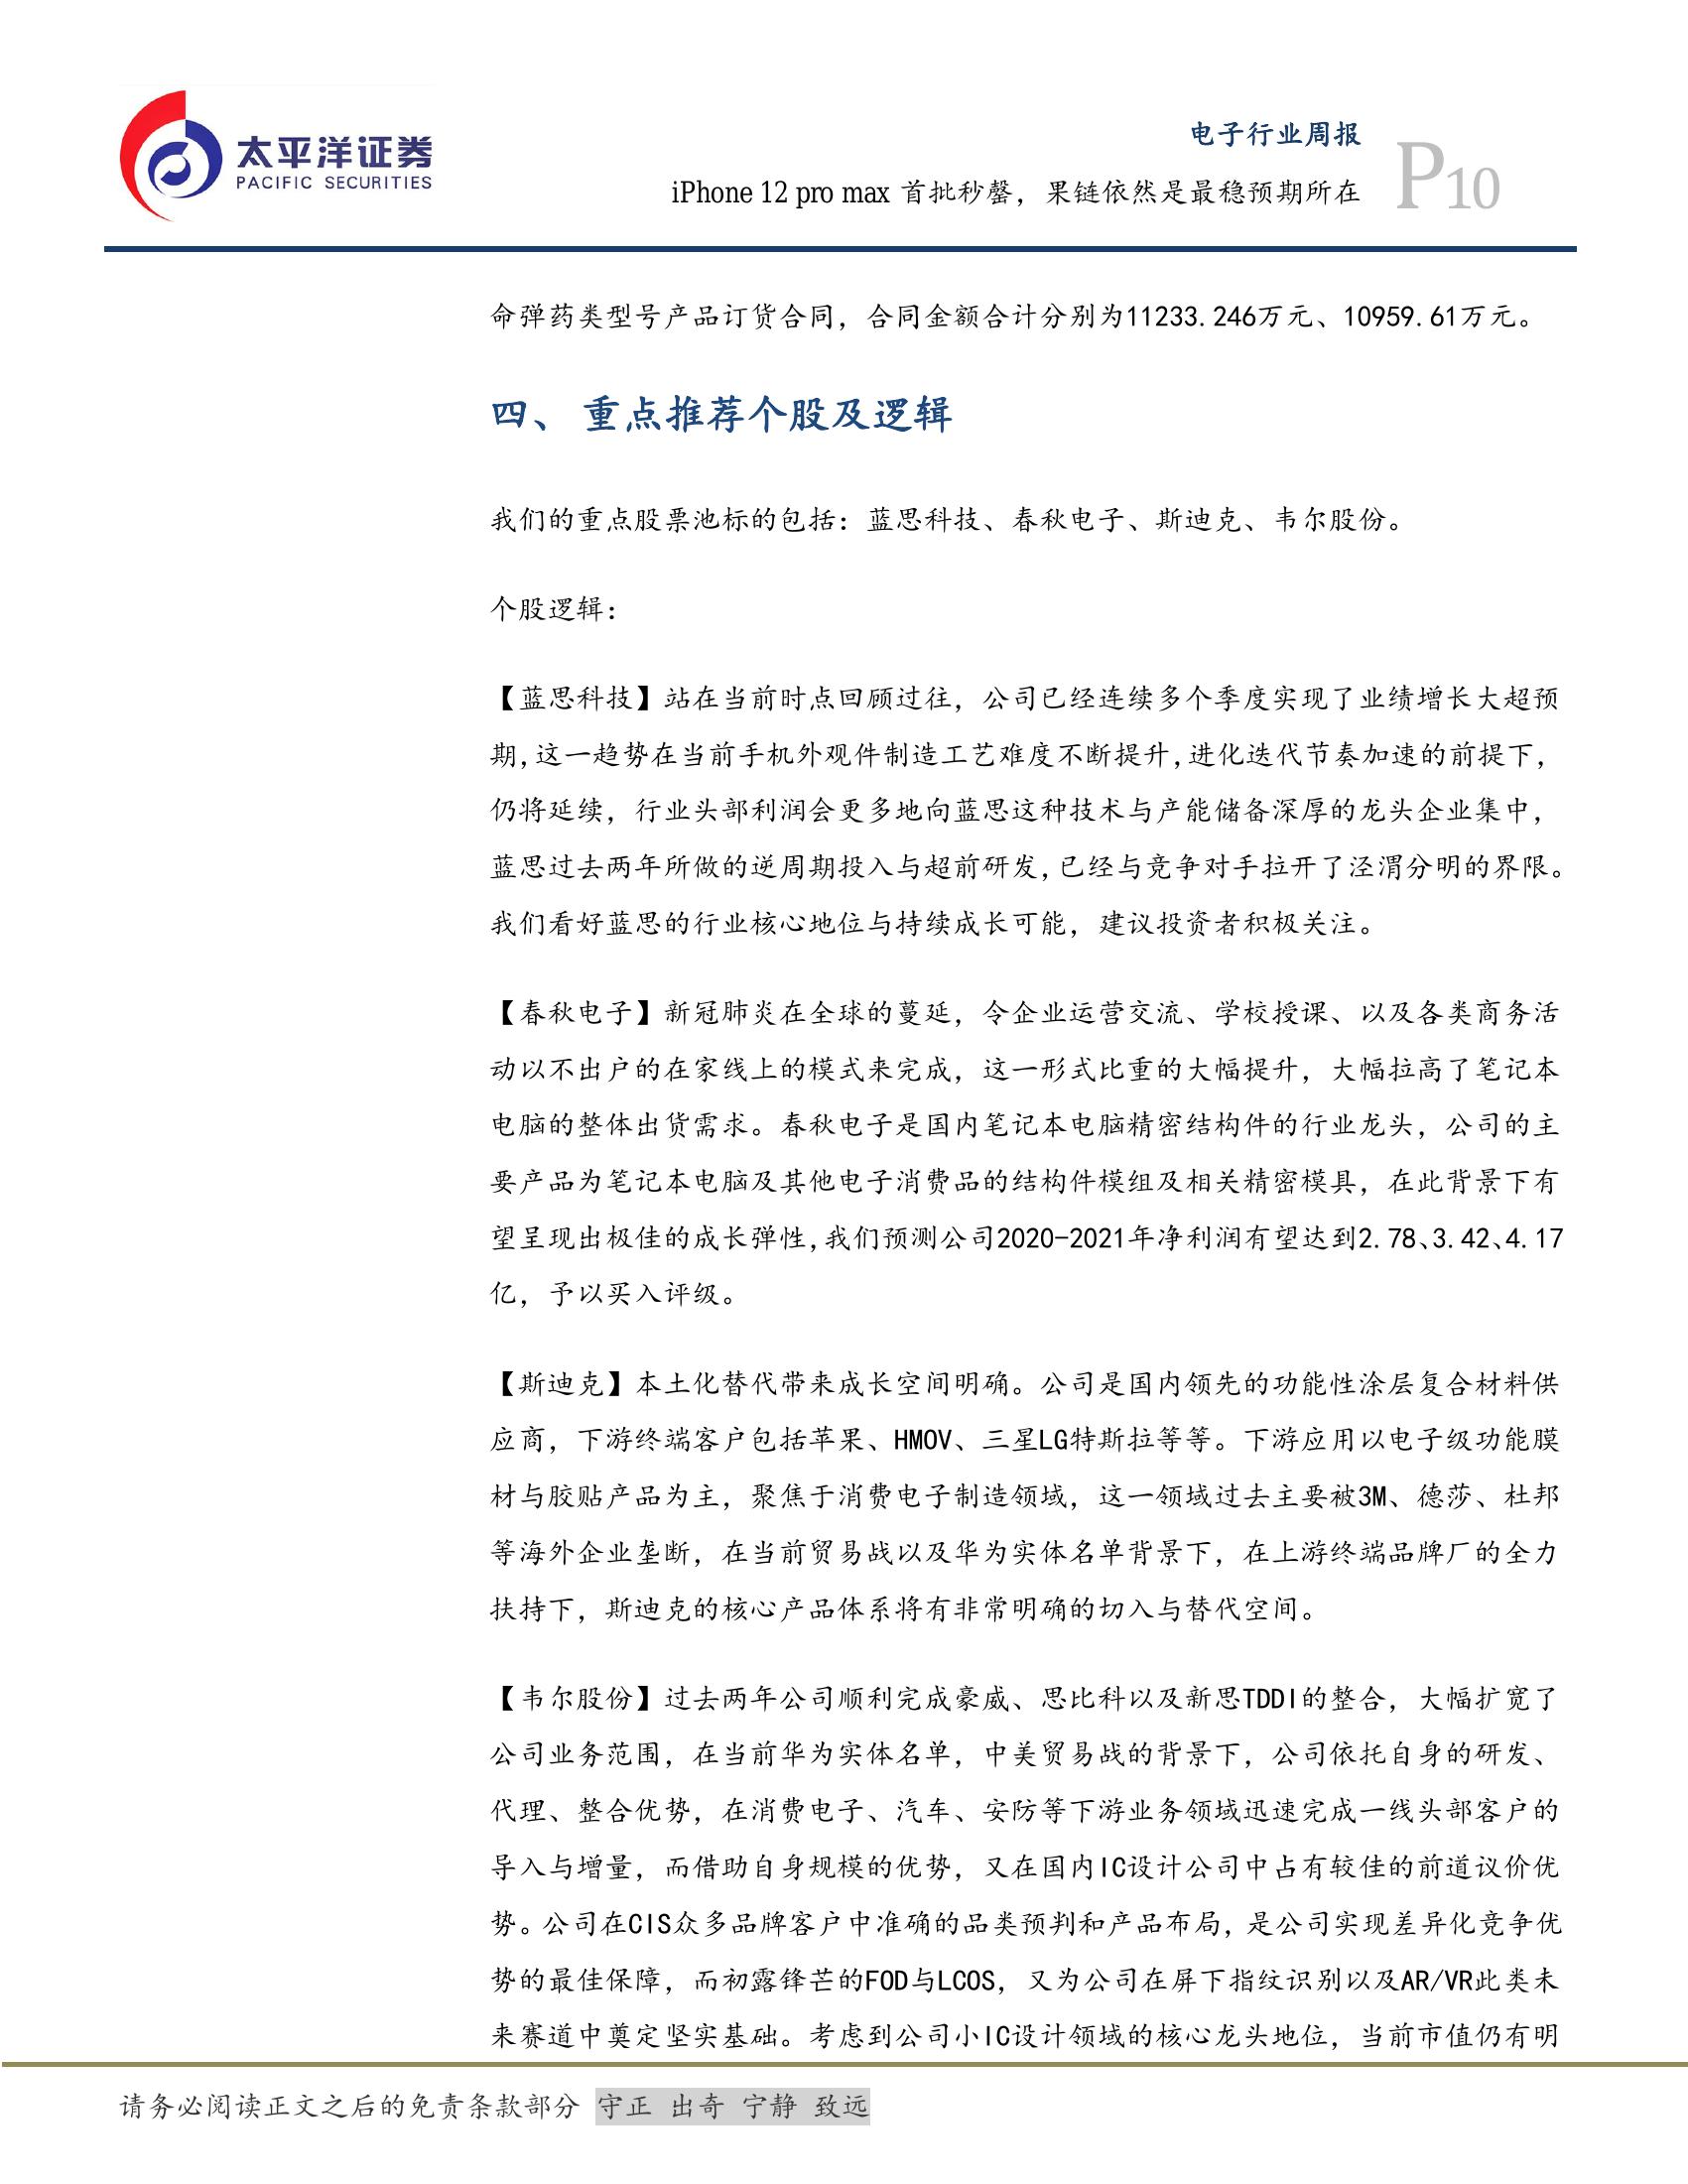 太平洋证券
PACIFIC SECURITIES
电子行业周报
iPhone 12 pro max 首批秒罄，果链依然是最稳预期所在
P10
命弹药类型号产品订货合同，合同金额合计分别为11233.246万元、10959.61万元。
四、 重点推荐个股及逻辑
我们的重点股票池标的包括：蓝思科技、春秋电子、斯迪克、韦尔股份。
个股逻辑：
【蓝思科技】站在当前时点回顾过往，公司已经连续多个季度实现了业绩增长大超预
期,这一趋势在当前手机外观件制造工艺难度不断提升,进化迭代节奏加速的前提下，
仍将延续，行业头部利润会更多地向蓝思这种技术与产能储备深厚的龙头企业集中，
蓝思过去两年所做的逆周期投入与超前研发,已经与竞争对手拉开了泾渭分明的界限。
我们看好蓝思的行业核心地位与持续成长可能，建议投资者积极关注。
【春秋电子】新冠肺炎在全球的蔓延，令企业运营交流、学校授课、以及各类商务活
动以不出户的在家线上的模式来完成，这一形式比重的大幅提升，大幅拉高了笔记本
电脑的整体出货需求。春秋电子是国内笔记本电脑精密结构件的行业龙头，公司的主
要产品为笔记本电脑及其他电子消费品的结构件模组及相关精密模具，在此背景下有
望呈现出极佳的成长弹性,我们预测公司2020-2021年净利润有望达到2.78、3.42、4.17
亿，予以买入评级。
【斯迪克】本土化替代带来成长空间明确。公司是国内领先的功能性涂层复合材料供
应商，下游终端客户包括苹果、HMOV、三星LG特斯拉等等。下游应用以电子级功能膜
材与胶贴产品为主，聚焦于消费电子制造领域，这一领域过去主要被3M、德莎、杜邦
等海外企业垄断，在当前贸易战以及华为实体名单背景下，在上游终端品牌厂的全力
扶持下，斯迪克的核心产品体系将有非常明确的切入与替代空间。
【韦尔股份】过去两年公司顺利完成豪威、思比科以及新思TDDI的整合，大幅扩宽了
公司业务范围，在当前华为实体名单，中美贸易战的背景下，公司依托自身的研发、
代理、整合优势，在消费电子、汽车、安防等下游业务领域迅速完成一线头部客户的
导入与增量，而借助自身规模的优势，又在国内IC设计公司中占有较佳的前道议价优
势。公司在CIS众多品牌客户中准确的品类预判和产品布局，是公司实现差异化竞争优
势的最佳保障，而初露锋芒的FOD与LCOS，又为公司在屏下指纹识别以及AR/VR此类未
来赛道中奠定坚实基础。考虑到公司小IC设计领域的核心龙头地位，当前市值仍有明
请务必阅读正文之后的免责条款部分 守正 出奇 宁静 致远